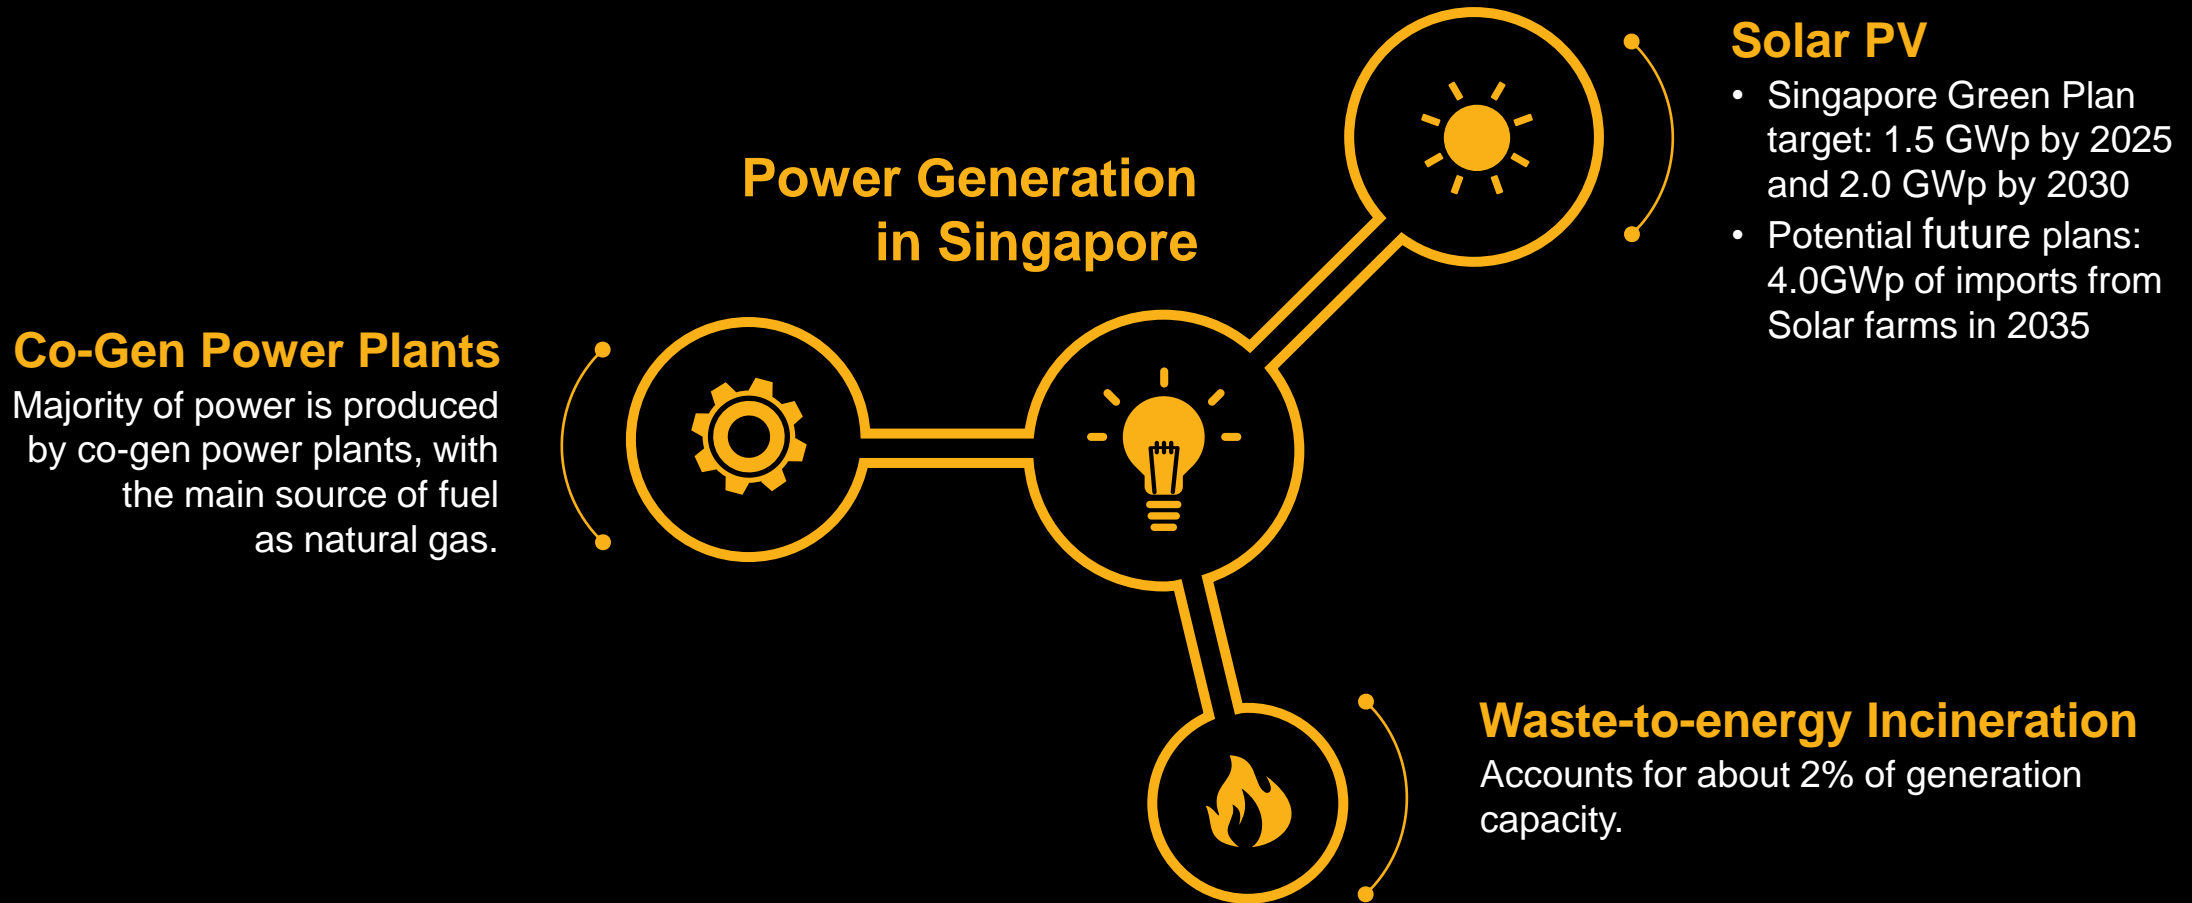 Power Generation
in Singapore
Co-Gen Power Plants
Majority of power is produced
by co-gen power plants, with
the main source of fuel
as natural gas.
Solar PV
• Singapore Green Plan
target: 1.5 GWp by 2025
and 2.0 GWp by 2030
• Potential future plans:
4.0GWp of imports from
Solar farms in 2035
Waste-to-energy Incineration
Accounts for about 2% of generation
capacity.